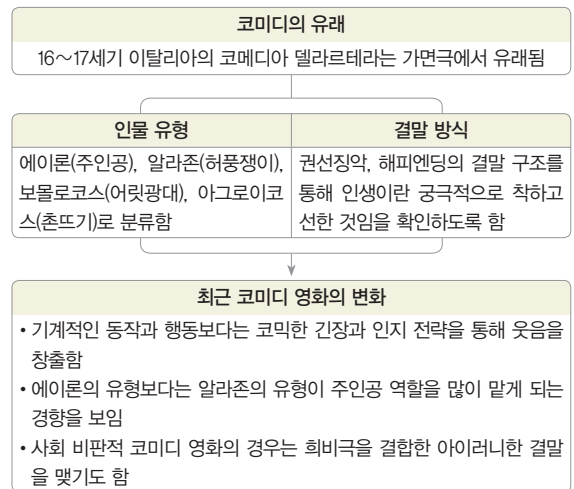 코미디의 유래
16～17세기 이탈리아의 코메디아 델라르테라는 가면극에서 유래됨
인물 유형
에이론(주인공), 알라존(허풍쟁이),
보몰로코스(어릿광대), 아그로이코
스(촌뜨기)로 분류함
결말 방식
권선징악, 해피엔딩의 결말 구조를
통해 인생이란 궁극적으로 착하고
선한 것임을 확인하도록 함
최근 코미디 영화의 변화
• 기계적인 동작과 행동보다는 코믹한 긴장과 인지 전략을 통해 웃음을
창출함
• 에이론의 유형보다는 알라존의 유형이 주인공 역할을 많이 맡게 되는
경향을 보임
• 사회 비판적 코미디 영화의 경우는 희비극을 결합한 아이러니한 결말
을 맺기도 함